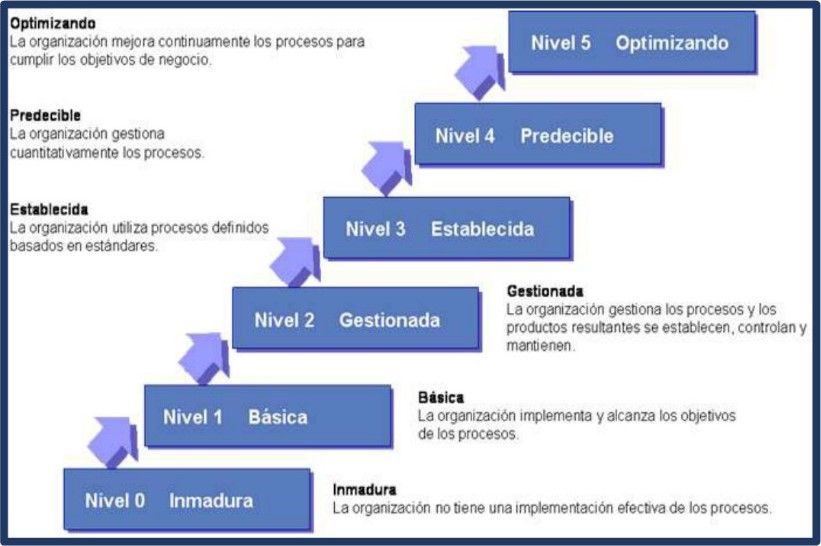 Optimizando
La organización mejora continuamente los procesos para
cumplir los objetivos de negocio.
Nivel 5 Optimizando
Predecible
La organización gestiona
cuantitativamente los procesos.
Nivel 4 Predecible
Establecida
La organización utiliza procesos definidos
basados en estándares.
Nivel 3 Establecida
Nivel 2 Gestionada
Gestionada
La organización gestiona los procesos y los
productos resultantes se establecen, controlan y
mantienen.
Nivel 1 Básica
Básica
La organización implementa y alcanza los objetivos
de los procesos.
Nivel 0 Inmadura
Inmadura
La organización no tiene una implementación efectiva de los procesos.